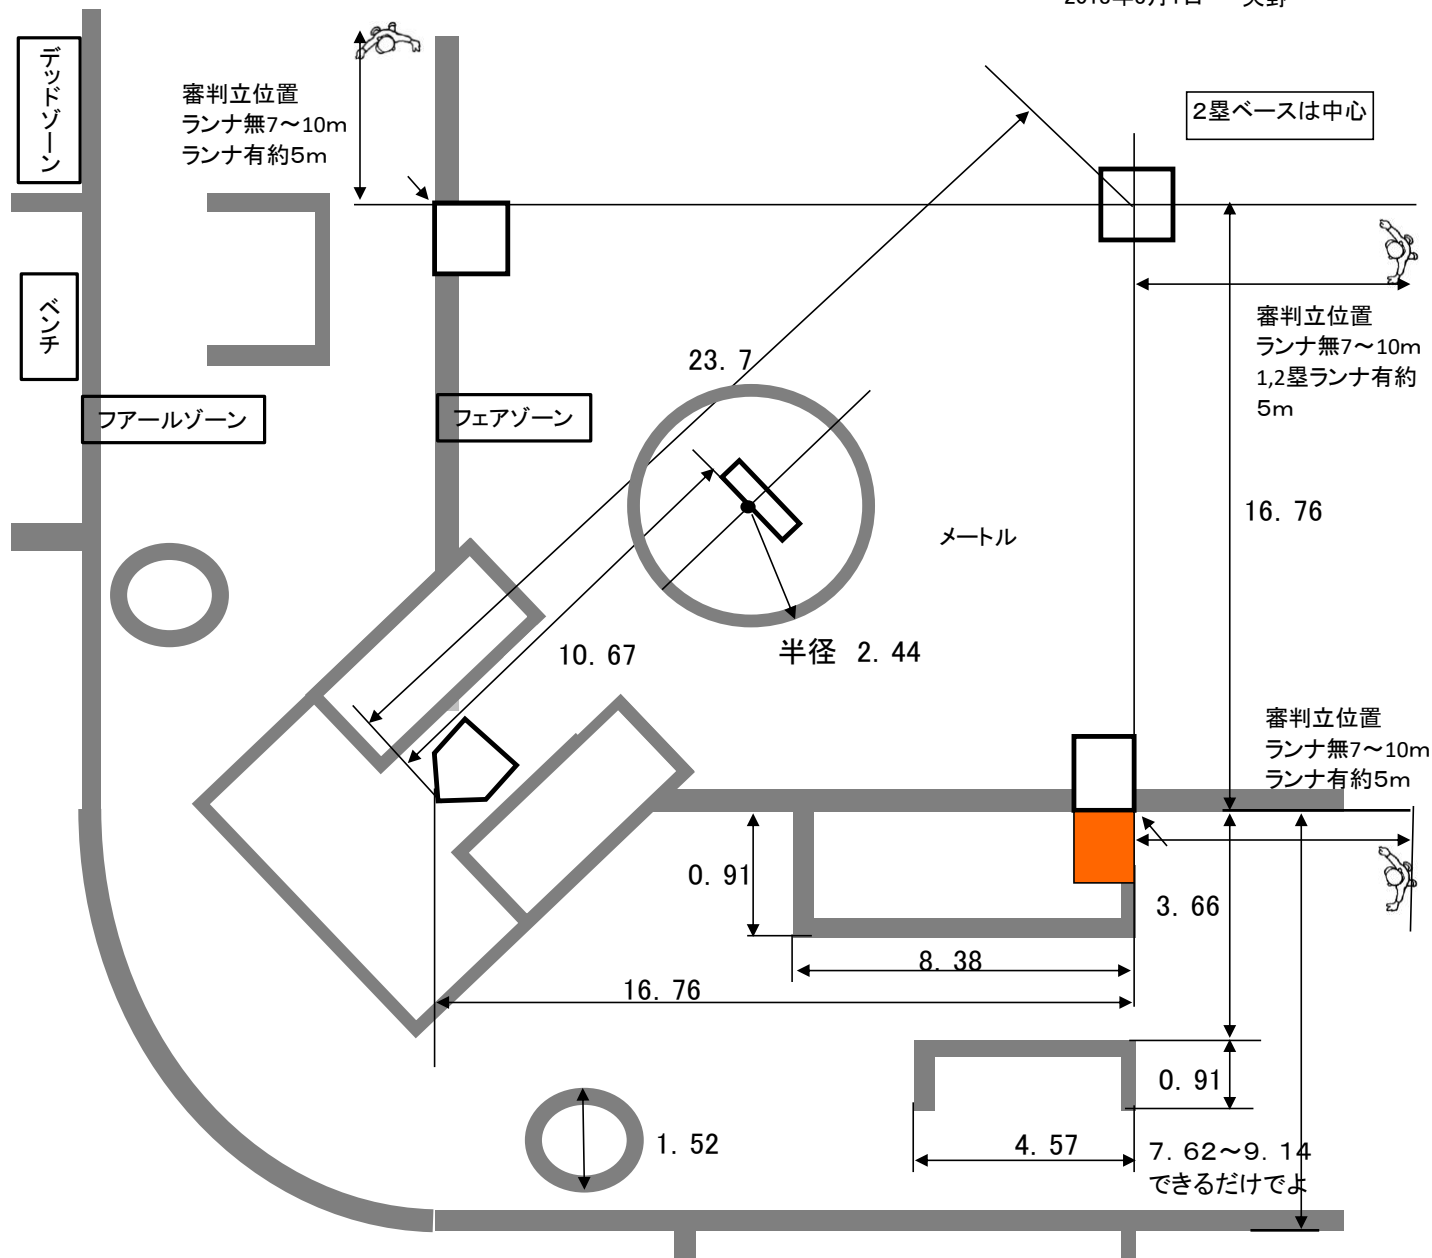 デッドゾーン
審判立位置
ランナ無7～10m
ランナ有約5m
2塁ベースは中心
ベンチ
審判立位置
ランナ無7～10m
1,2塁ランナ有約
5m
23. 7
フアールゾーン
フェアゾーン
16. 76
メートル
10. 67
半径 2. 44
審判立位置
ランナ無7～10m
ランナ有約5m
0. 91
3. 66
8. 38
16. 76
0. 91
1. 52
4. 57
7. 62～9. 14
できるだけでよ